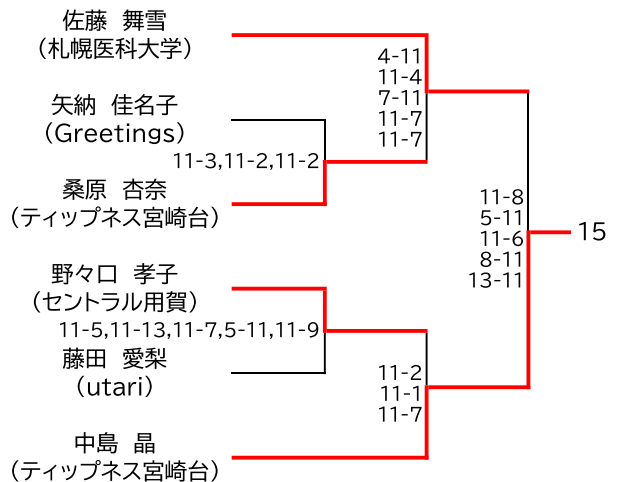 佐藤　舞雪
（札幌医科大学）
4-11
11-4
7-11
11-7
11-7
矢納　佳名子
（Greetings）
11-3,11-2,11-2
桑原　杏奈
（ティップネス宮崎台）
11-8
5-11
11-6
8-11
13-11
15
野々口　孝子
（セントラル用賀）
11-5,11-13,11-7,5-11,11-9
藤田　愛梨
（utari）
11-2
11-1
11-7
中島　晶
（ティップネス宮崎台）